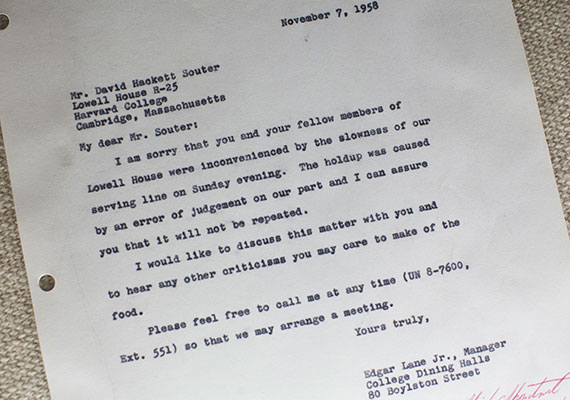 November 7, 1958
Mr. David Hackett Souter
Lowell House R-25
Harvard College
Cambridge, Massachusetts
My dear Mr. Souter:
I am sorry that you and your fellow members of
Lowell House were inconvenienced by the slowness of our
serving line on Sunday evening. The holdup was caused
by an error of judgement on our part and I can assure
you that it will not be repeated.
I would like to discuss this matter with you and
to hear any other criticisms you may care to make of the
food.
Please feel free to call me at any time (UN 8-7600,
Ext. 551) so that we may arrange a meeting.
Yours truly,
Edgar Lane Jr., Manager
College Dining Halls
80 Boylston Street